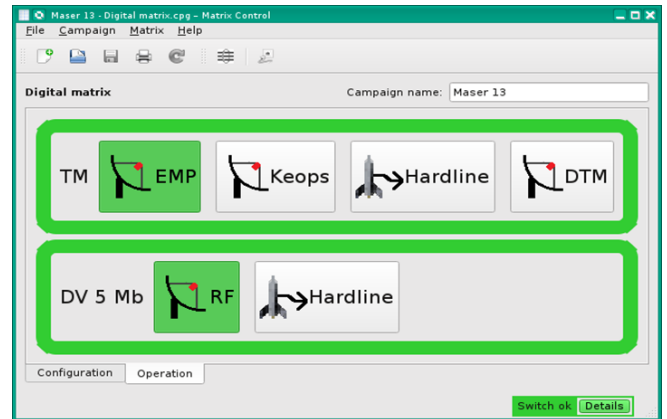 Maser 13 - Digital matrix.cpg – Matrix Control
File Campaign Matrix Help
Digital matrix Campaign name: Maser 13
TM EMP Keops Hardline DTM
DV 5 Mb RF Hardline
Configuration Operation
Switch ok Details